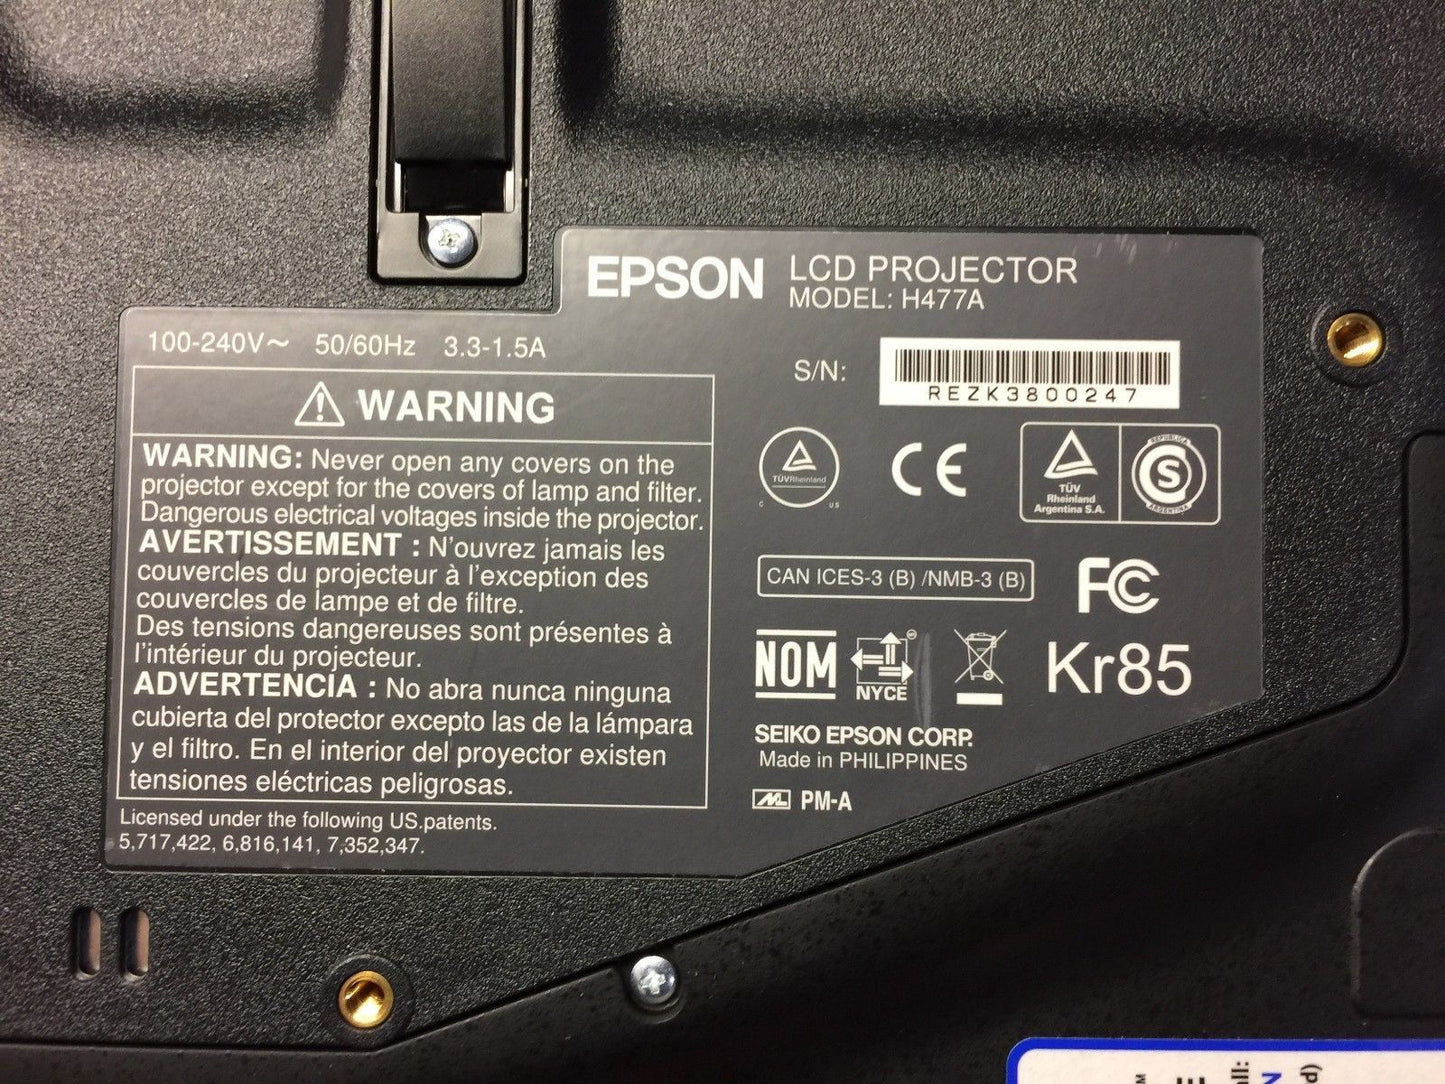 EPSON LCD PROJECTOR
MODEL: H477A
100-240V~ 50/60Hz 3.3-1.5A
S/N:
REZK3800247
WARNING
WARNING: Never open any covers on the
projector except for the covers of lamp and filter.
Dangerous electrical voltages inside the projector.
AVERTISSEMENT : N'ouvrez jamais les
couvercles du projecteur à l'exception des
couvercles de lampe et de filtre.
Des tensions dangereuses sont présentes à
l'intérieur du projecteur.
ADVERTENCIA : No abra nunca ninguna
cubierta del protector excepto las de la lámpara
y el filtro. En el interior del proyector existen
tensiones eléctricas peligrosas.
Licensed under the following US.patents.
5,717,422, 6,816,141, 7,352,347.
TÜVRheinland
C US
CE
TÜV
Rheinland
Argentina S.A.
REPUBLICA
S
ARGENTINA
CAN ICES-3 (B) /NMB-3 (B)
FC
NOM
NYCE
Kr85
SEIKO EPSON CORP.
Made in PHILIPPINES
PM-A